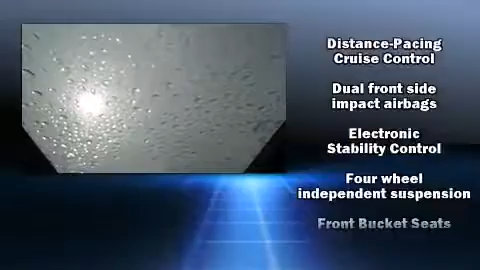 Distance-Pacing
Cruise Control
Dual front side
impact airbags
Electronic
Stability Control
Four wheel
independent suspension
Front Bucket Seats